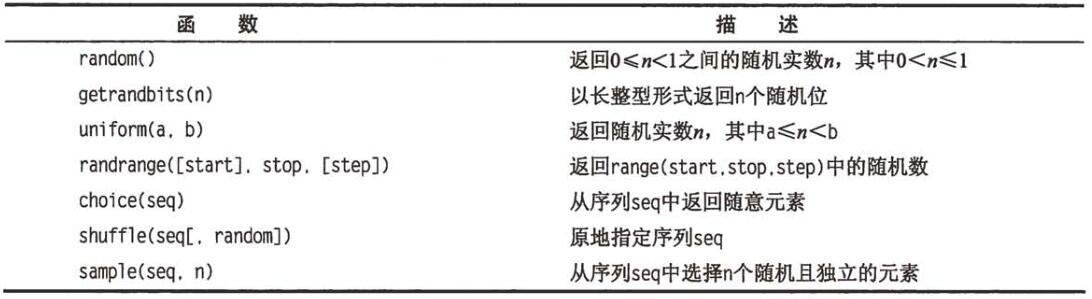 函 数 描 述
random() 返回0≤n<1之间的随机实数n，其中0<n≤1
getrandbits(n) 以长整型形式返回n个随机位
uniform(a, b) 返回随机实数n，其中a≤n<b
randrange([start], stop, [step]) 返回range(start,stop,step)中的随机数
choice(seq) 从序列seq中返回随意元素
shuffle(seq[, random]) 原地指定序列seq
sample(seq, n) 从序列seq中选择n个随机且独立的元素